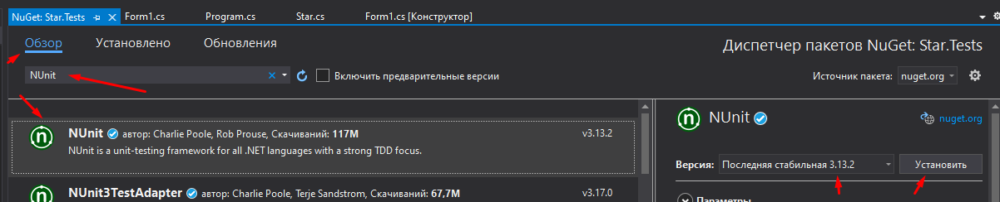 NuGet: Star.Tests Form1.cs Program.cs Star.cs Form1.cs [Конструктор]
Обзор Установлено Обновления
Диспетчер пакетов NuGet: Star.Tests
NUnit
Включить предварительные версии
Источник пакета: nuget.org
NUnit автор: Charlie Poole, Rob Prouse, Скачиваний: 117M v3.13.2
NUnit is a unit-testing framework for all .NET languages with a strong TDD focus.
NUnit3TestAdapter автор: Charlie Poole, Terje Sandstrom, Скачиваний: 67,7M v3.17.0
NUnit nuget.org
Версия: Последняя стабильная 3.13.2 Установить
Параметры